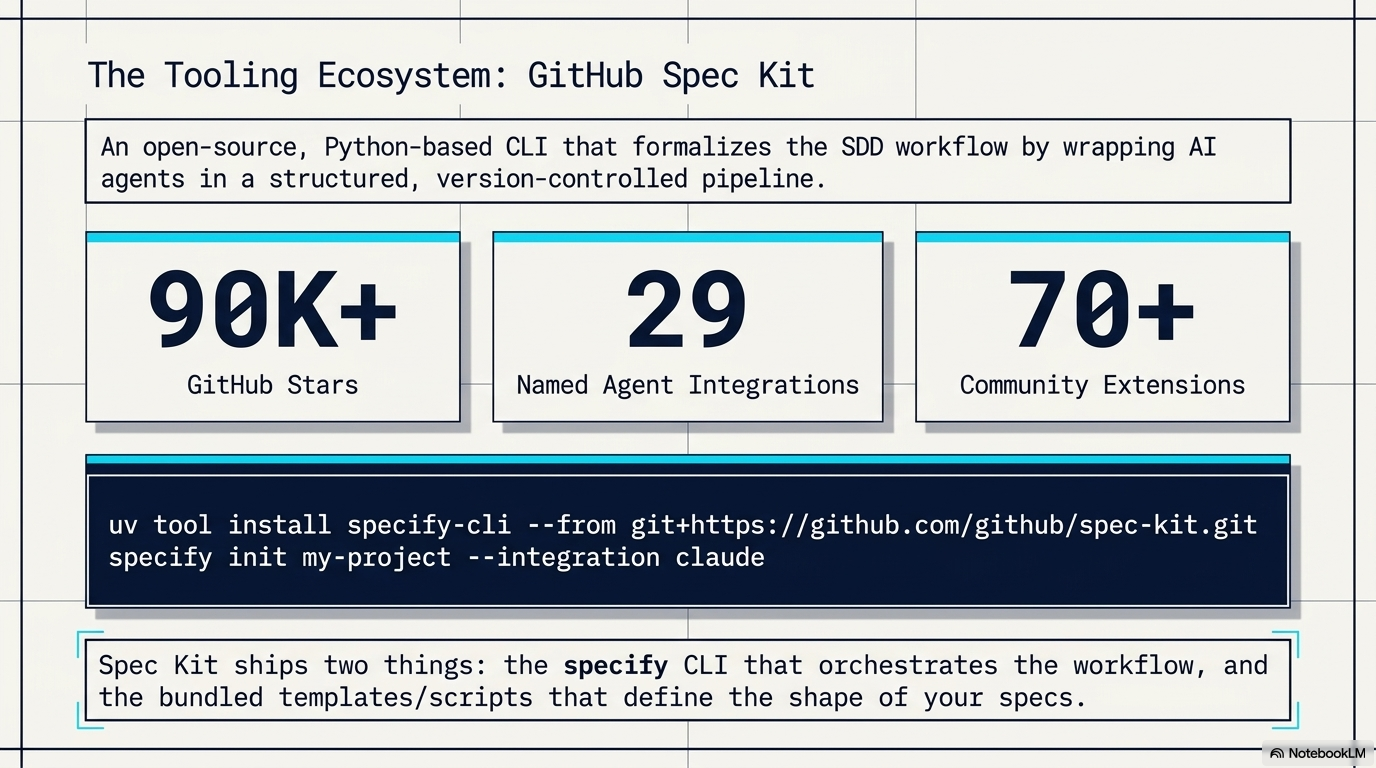 The Tooling Ecosystem: GitHub Spec Kit
An open-source, Python-based CLI that formalizes the SDD workflow by wrapping AI
agents in a structured, version-controlled pipeline.
90K+
GitHub Stars
29
Named Agent Integrations
70+
Community Extensions
uv tool install specify-cli --from git+https://github.com/github/spec-kit.git
specify init my-project --integration claude
Spec Kit ships two things: the specify CLI that orchestrates the workflow, and
the bundled templates/scripts that define the shape of your specs.
NotebookLM